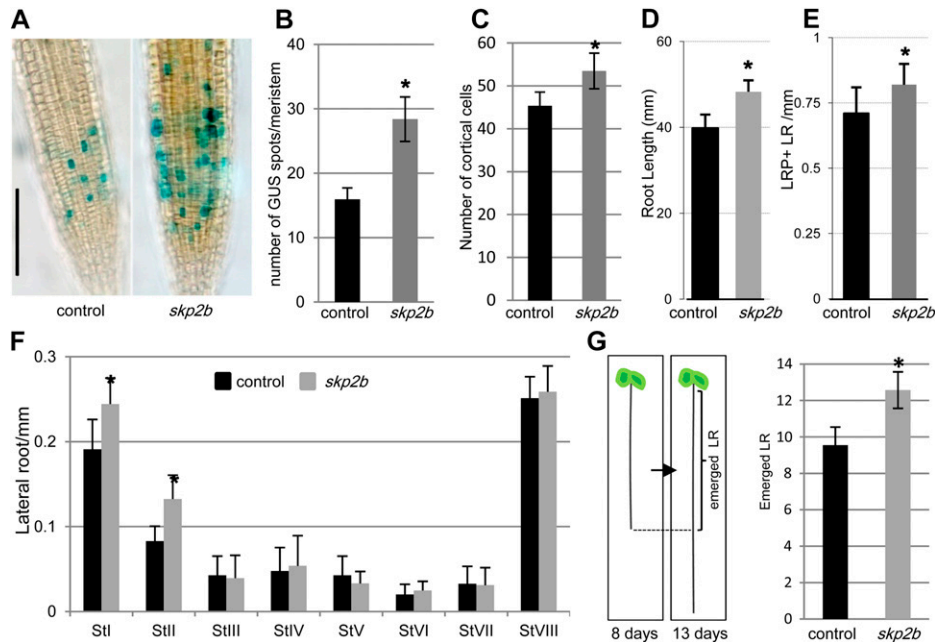 A
control
skp2b
B
number of GUS spots/meristem
40
30
20
10
0
*
control
skp2b
C
Number of cortical cells
60
50
40
30
20
10
0
*
control
skp2b
D
Root Length (mm)
60
40
20
0
*
control
skp2b
E
LRP+ LR /mm
1
0.75
0.5
0.25
0
*
control
skp2b
F
Lateral root/mm
0.3
0.2
0.1
0
control
skp2b
*
*
StI
StII
StIII
StIV
StV
StVI
StVII
StVIII
G
emerged LR
8 days
13 days
Emerged LR
14
12
10
8
6
4
2
0
*
control
skp2b